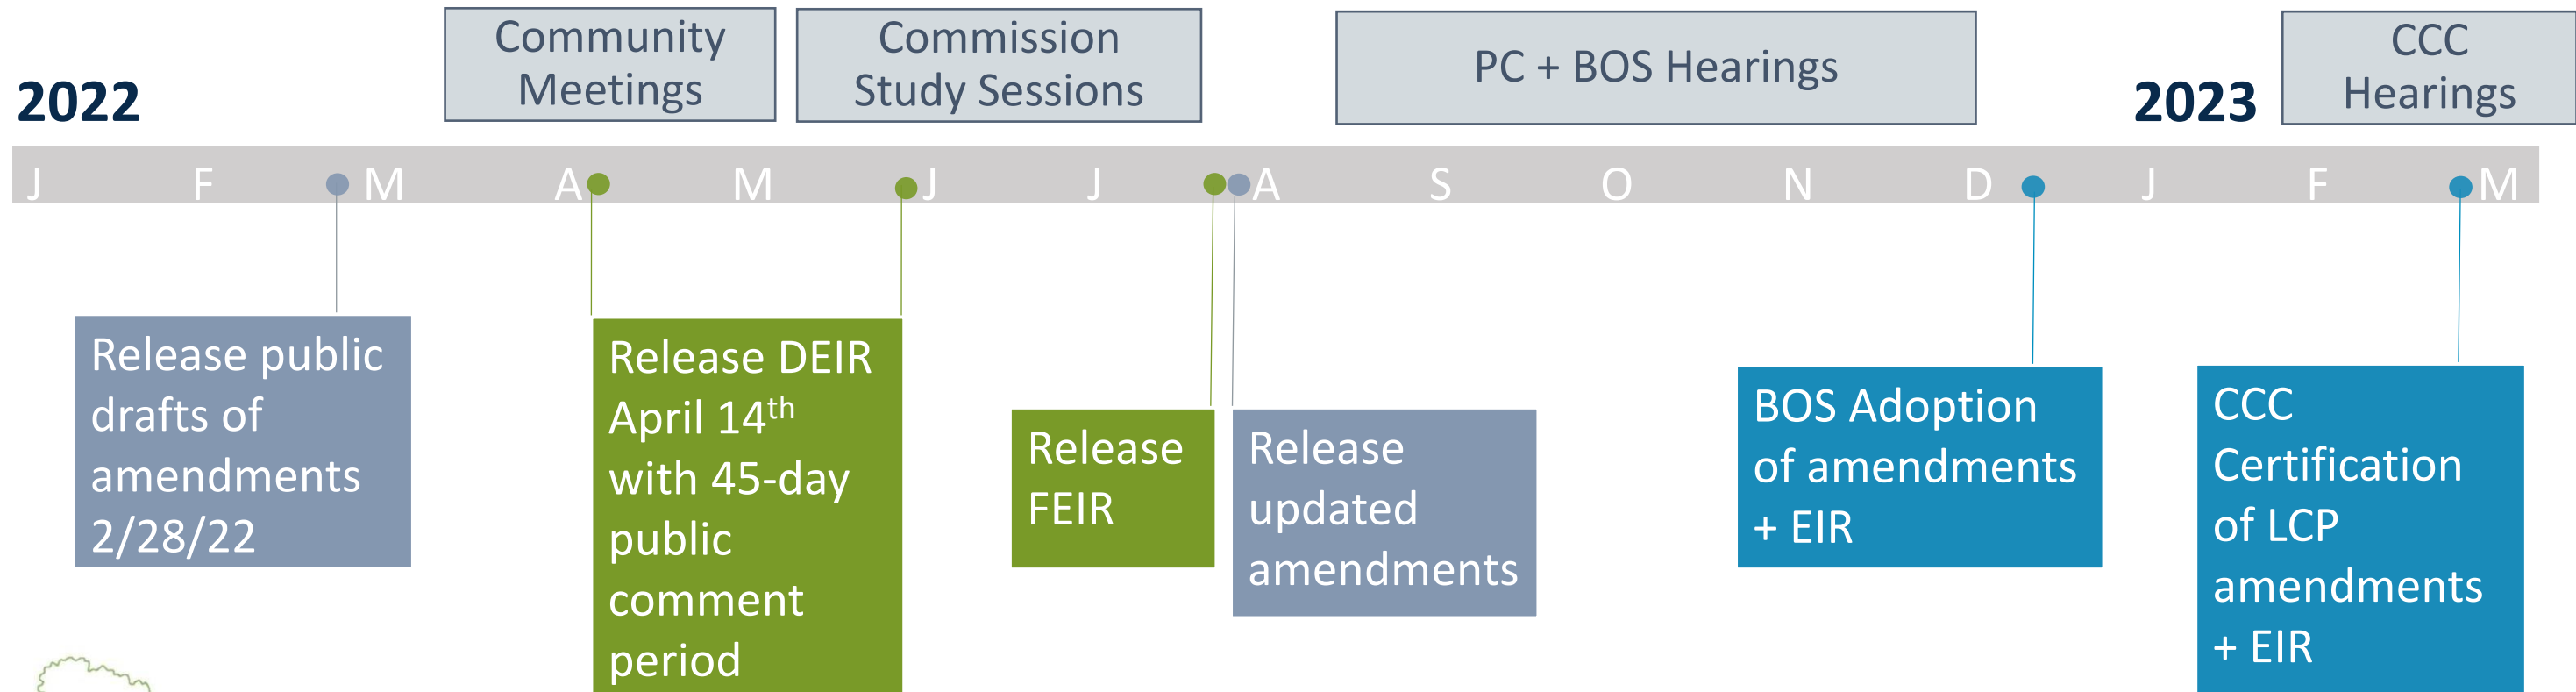 Community
Meetings
Commission
Study Sessions
PC + BOS Hearings
CCC
Hearings
2022
2023
J F M A M J J A S O N D J F M
Release public
drafts of
amendments
2/28/22
Release DEIR
April 14th
with 45-day
public
comment
period
Release
FEIR
Release
updated
amendments
BOS Adoption
of amendments
+ EIR
CCC
Certification
of LCP
amendments
+ EIR